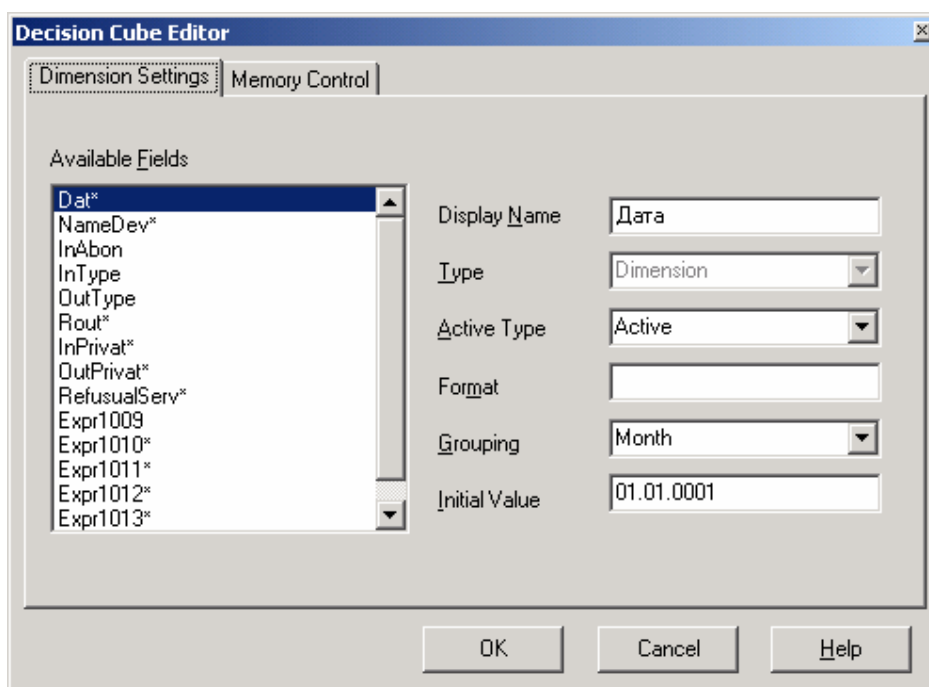 Decision Cube Editor
Dimension Settings
Memory Control
Available Fields
Dat*
NameDev*
InAbon
InType
OutType
Rout*
InPrivat*
OutPrivat*
RefusualServ*
Expr1009
Expr1010*
Expr1011*
Expr1012*
Expr1013*
Display Name
Дата
Type
Dimension
Active Type
Active
Format
Grouping
Month
Initial Value
01.01.0001
OK
Cancel
Help